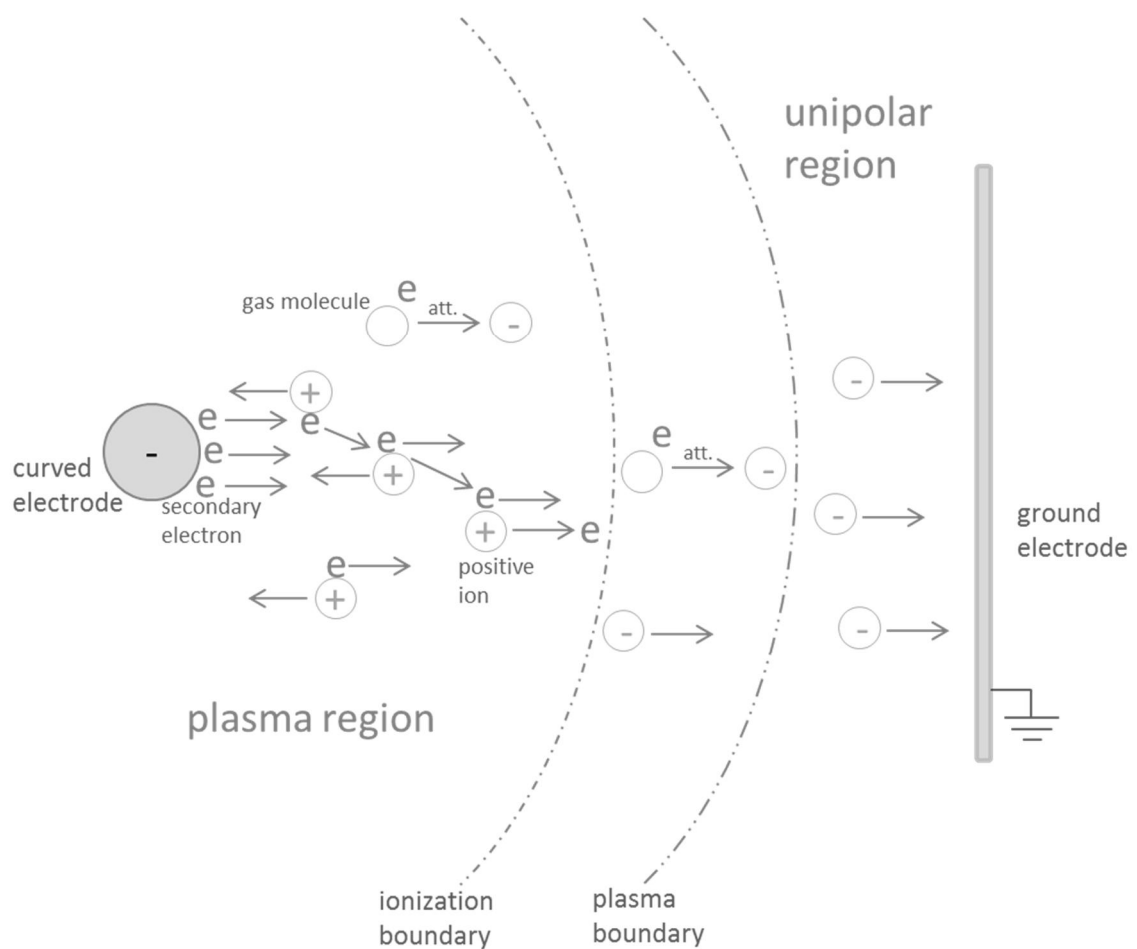 unipolar
region
gas molecule
e
att.
-
+
-
e
e
-
e
e
e
att.
curved
electrode
e
+
-
secondary
electron
e
+
e
-
ground
electrode
positive
ion
e
+
-
-
plasma region
ionization
boundary
plasma
boundary